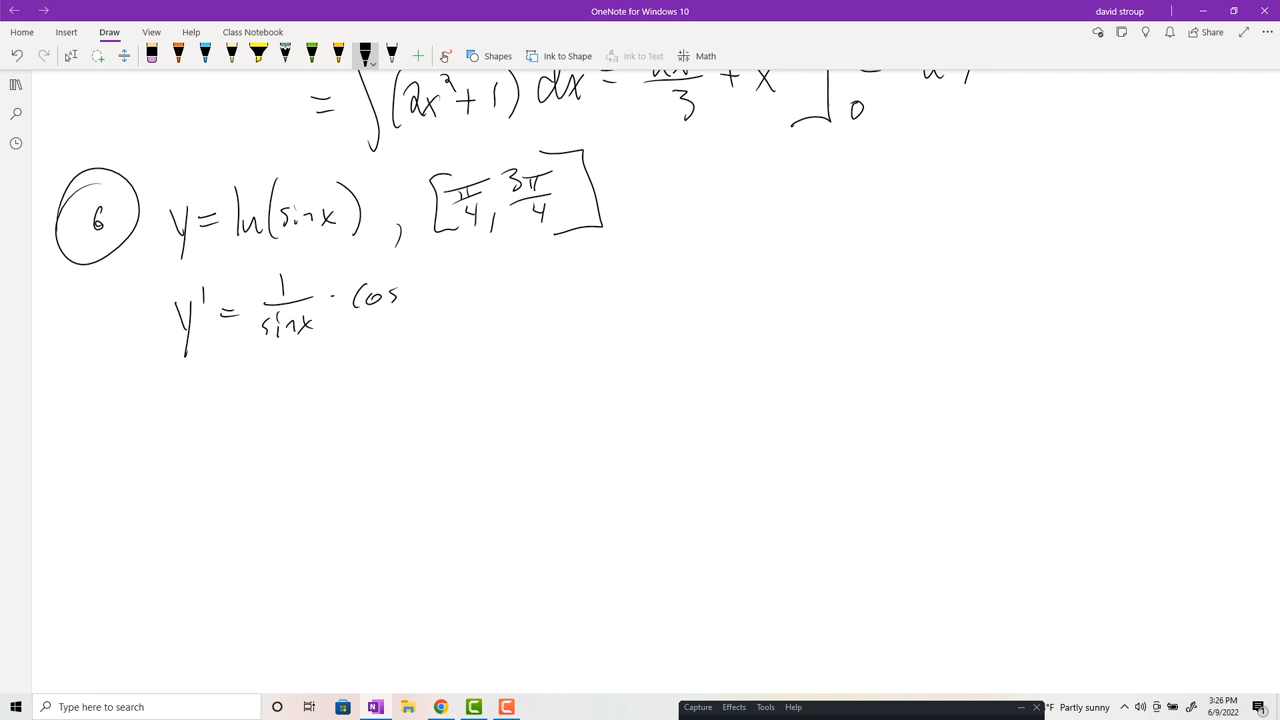 OneNote for Windows 10
david stroup
Home Insert Draw View Help Class Notebook
Share
Shapes Ink to Shape Ink to Text Math
= ∫(2x² + 1) dx = /3 + x ]₀
6 y = ln(sinx) , [π/4, 3π/4]
y' = 1/sinx · cos
Type here to search
Capture Effects Tools Help
°F Partly sunny
3:26 PM
6/9/2022